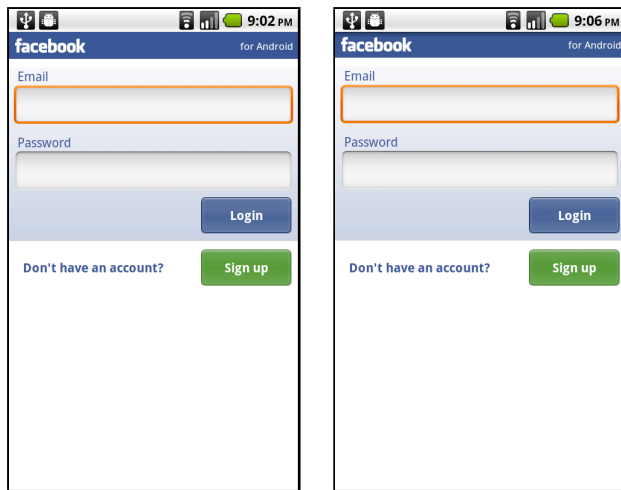 9:02 PM
facebook for Android
Email
Password
Login
Don't have an account? Sign up
9:06 PM
facebook for Android
Email
Password
Login
Don't have an account? Sign up